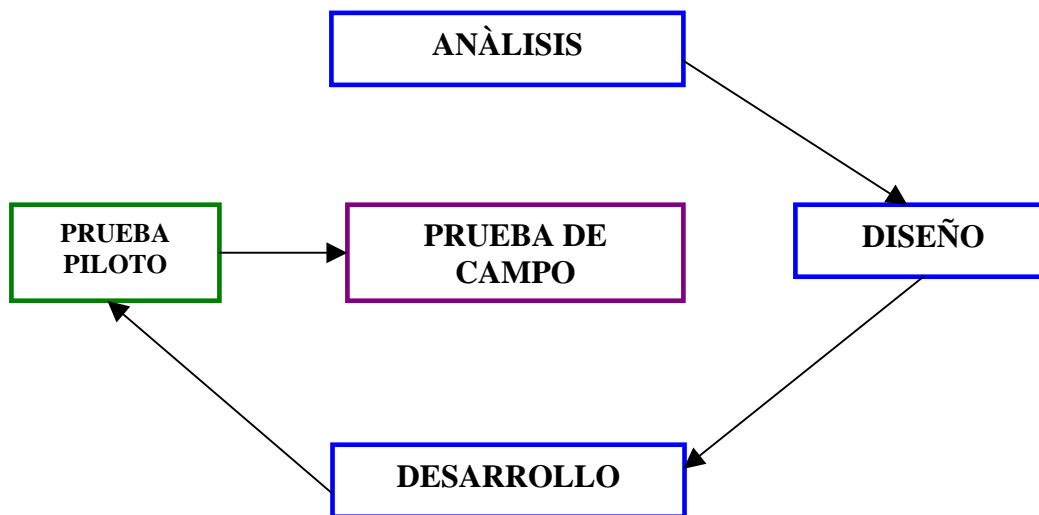 ANÀLISIS
PRUEBA
PILOTO
PRUEBA DE
CAMPO
DISEÑO
DESARROLLO